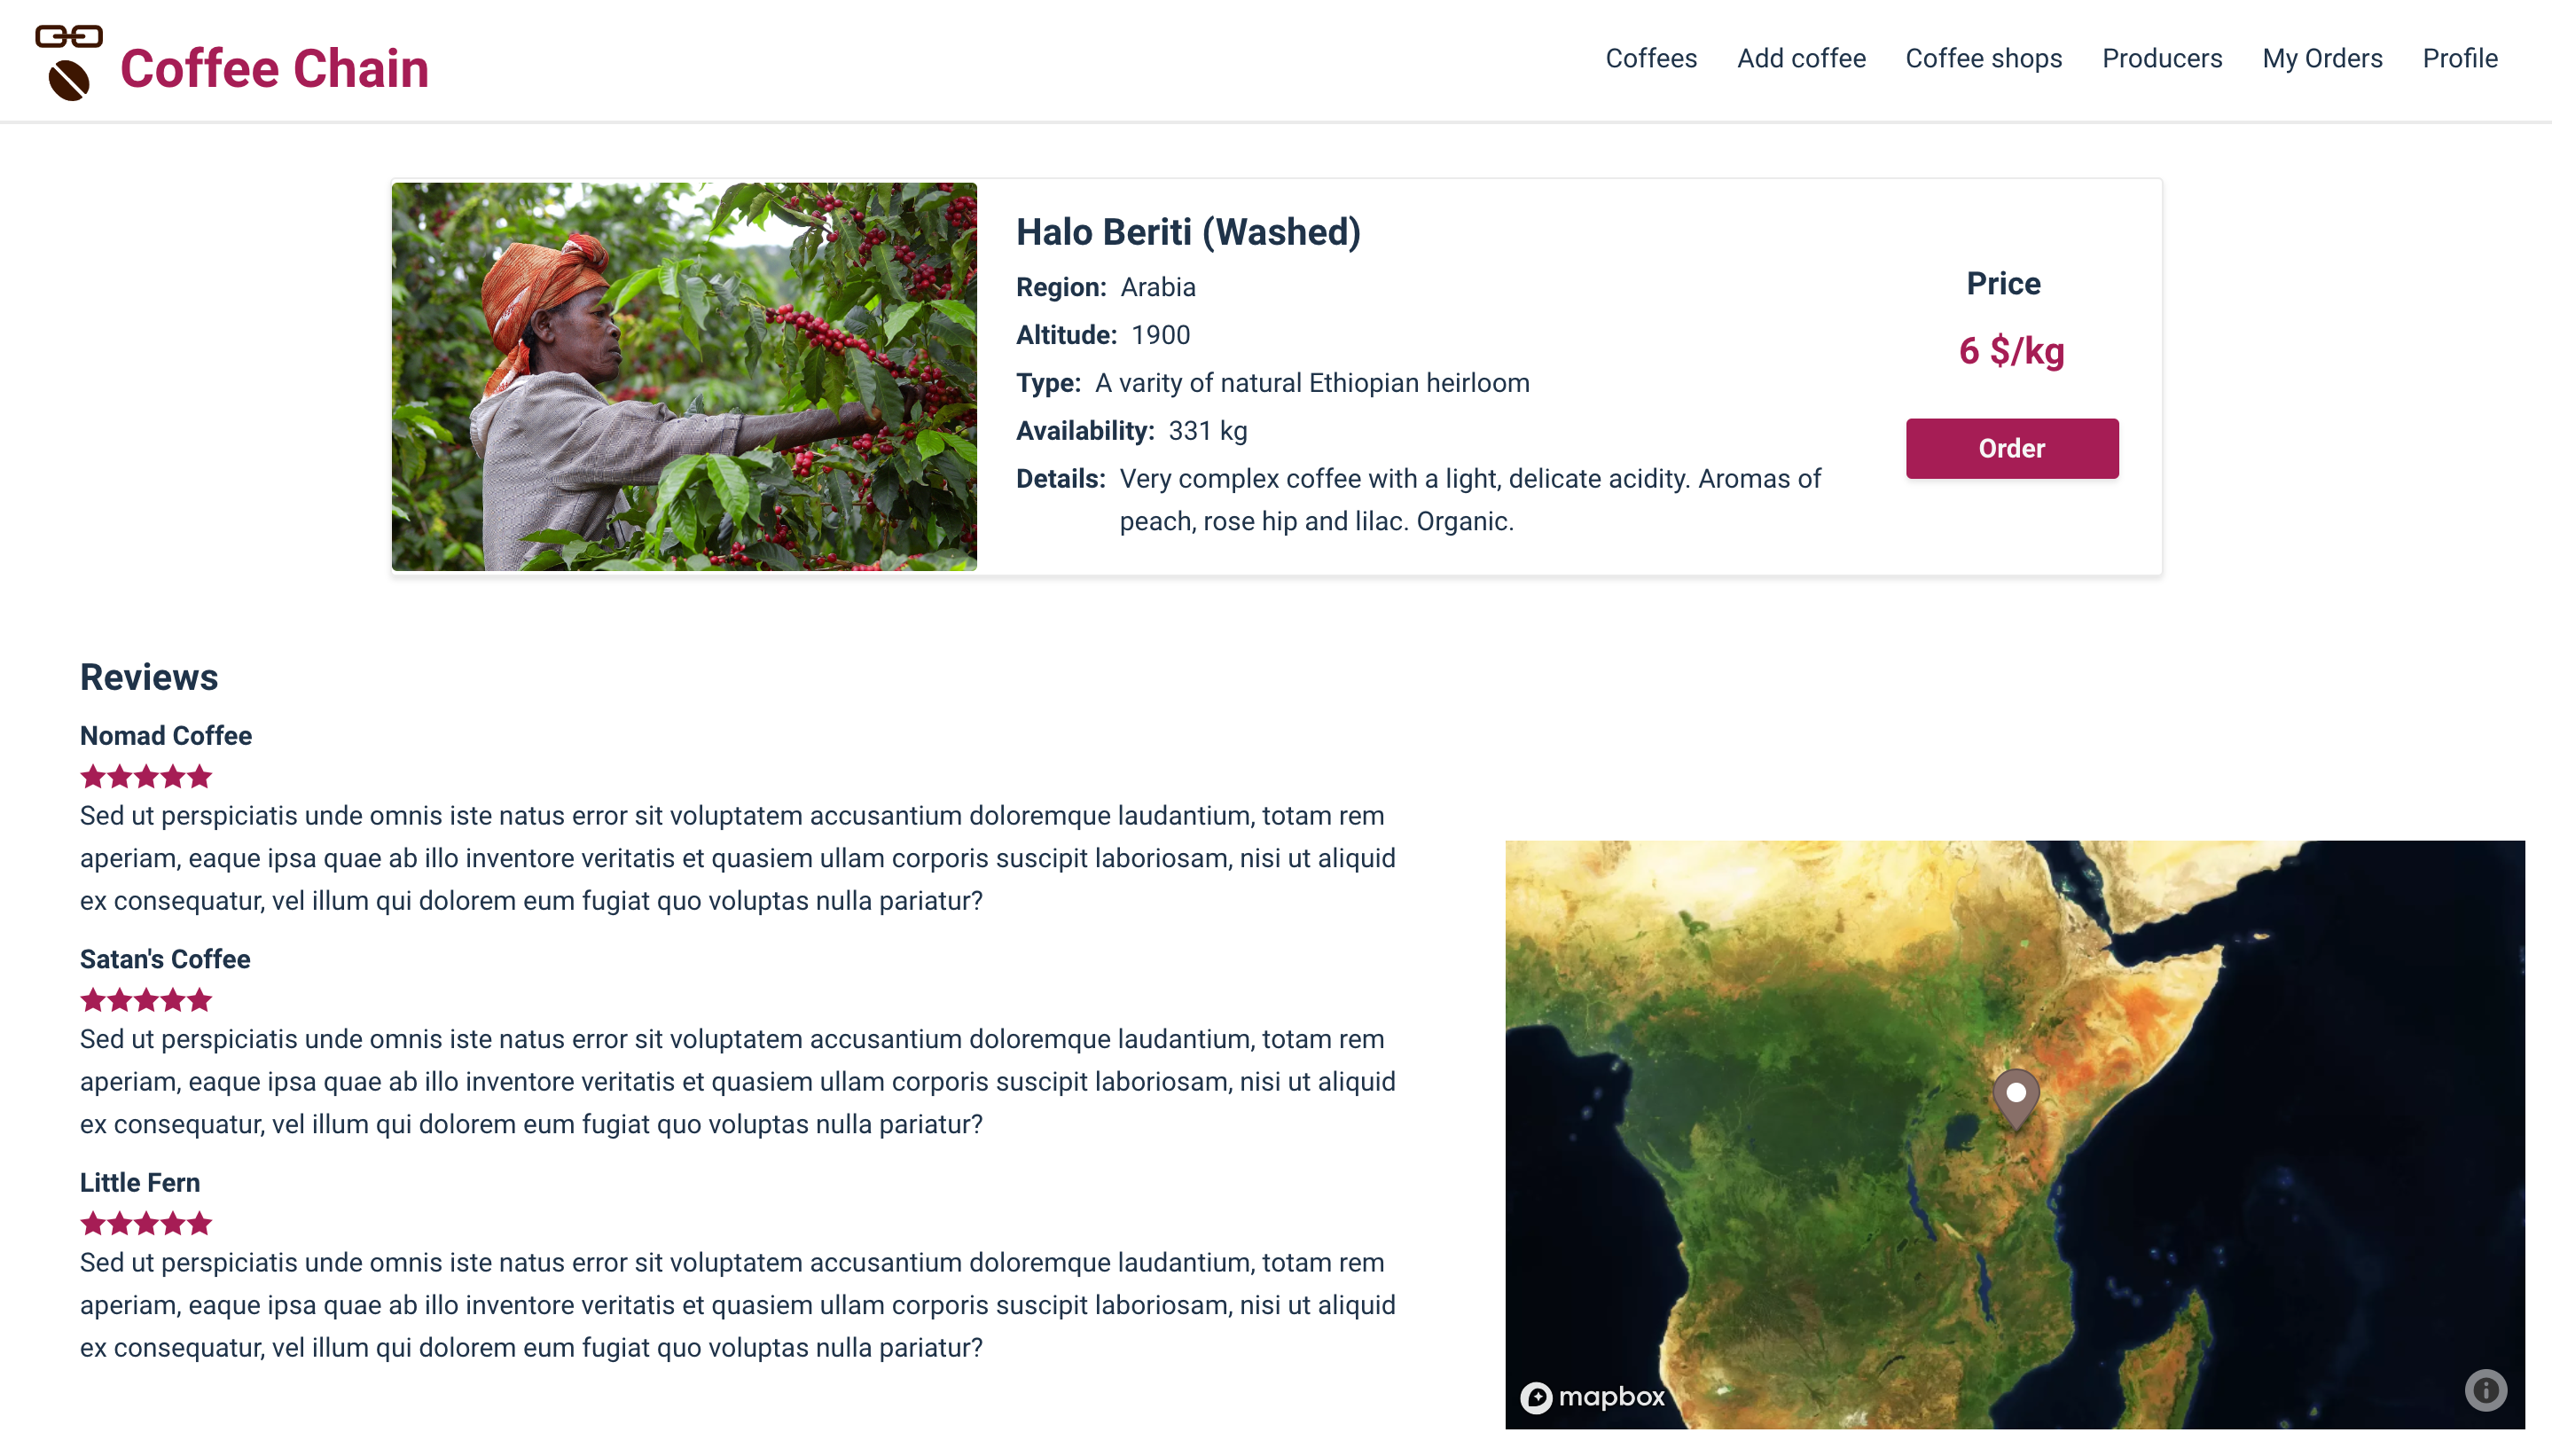 Coffee Chain
Coffees Add coffee Coffee shops Producers My Orders Profile
Halo Beriti (Washed)
Region: Arabia
Altitude: 1900
Type: A varity of natural Ethiopian heirloom
Availability: 331 kg
Details: Very complex coffee with a light, delicate acidity. Aromas of
peach, rose hip and lilac. Organic.
Price
6 $/kg
Order
Reviews
Nomad Coffee
Sed ut perspiciatis unde omnis iste natus error sit voluptatem accusantium doloremque laudantium, totam rem
aperiam, eaque ipsa quae ab illo inventore veritatis et quasiem ullam corporis suscipit laboriosam, nisi ut aliquid
ex consequatur, vel illum qui dolorem eum fugiat quo voluptas nulla pariatur?
Satan's Coffee
Sed ut perspiciatis unde omnis iste natus error sit voluptatem accusantium doloremque laudantium, totam rem
aperiam, eaque ipsa quae ab illo inventore veritatis et quasiem ullam corporis suscipit laboriosam, nisi ut aliquid
ex consequatur, vel illum qui dolorem eum fugiat quo voluptas nulla pariatur?
Little Fern
Sed ut perspiciatis unde omnis iste natus error sit voluptatem accusantium doloremque laudantium, totam rem
aperiam, eaque ipsa quae ab illo inventore veritatis et quasiem ullam corporis suscipit laboriosam, nisi ut aliquid
ex consequatur, vel illum qui dolorem eum fugiat quo voluptas nulla pariatur?
mapbox